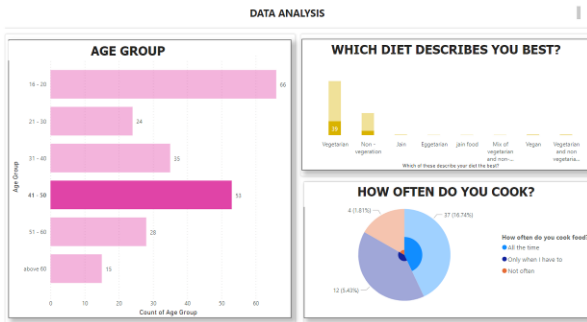 DATA ANALYSIS
AGE GROUP
Age Group
16 - 20
66
21 - 30
24
31 - 40
35
41 - 50
53
51 - 60
28
above 60
15
0 10 20 30 40 50 60
Count of Age Group
WHICH DIET DESCRIBES YOU BEST?
39
Vegetarian
Non -
vegeration
Jain
Eggetarian
jain food
Mix of
vegetarian
and non-...
Vegan
Vegetarian
and non
vegetaria...
Which of these describe your diet the best?
HOW OFTEN DO YOU COOK?
4 (1.81%)
37 (16.74%)
12 (5.43%)
How often do you cook food?
All the time
Only when I have to
Not often